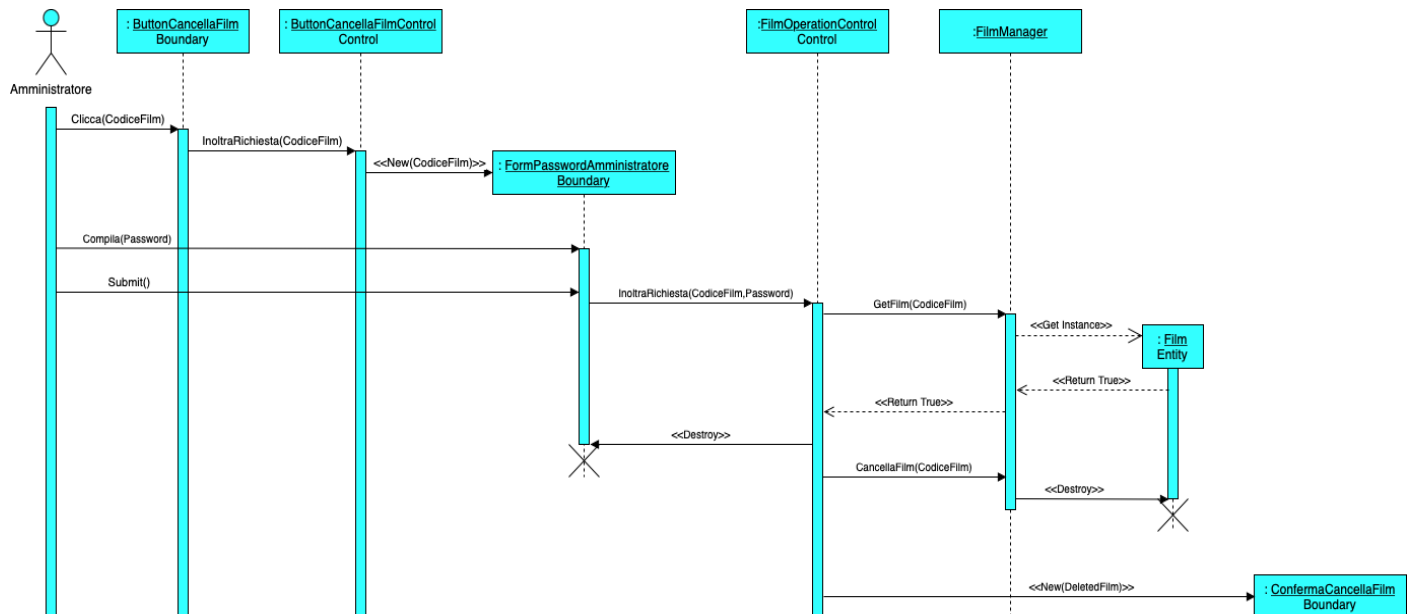 : ButtonCancellaFilm
Boundary
: ButtonCancellaFilmControl
Control
:FilmOperationControl
Control
:FilmManager
Amministratore
Clicca(CodiceFilm)
InoltraRichiesta(CodiceFilm)
<<New(CodiceFilm)>>
: FormPasswordAmministratore
Boundary
Compila(Password)
Submit()
InoltraRichiesta(CodiceFilm,Password)
GetFilm(CodiceFilm)
<<Get Instance>>
: Film
Entity
<<Return True>>
<<Return True>>
<<Destroy>>
CancellaFilm(CodiceFilm)
<<Destroy>>
<<New(DeletedFilm)>>
: ConfermaCancellaFilm
Boundary